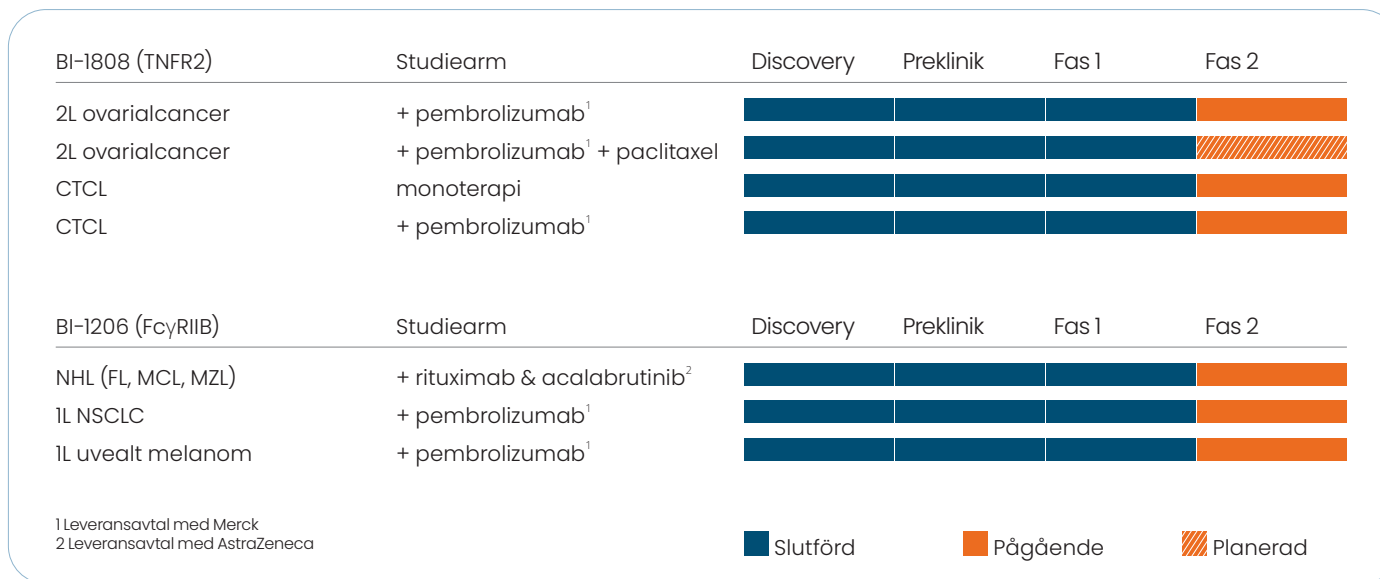 BI-1808 (TNFR2) Studiearm Discovery Preklinik Fas 1 Fas 2
2L ovarialcancer + pembrolizumab¹
2L ovarialcancer + pembrolizumab¹ + paclitaxel
CTCL monoterapi
CTCL + pembrolizumab¹
BI-1206 (FcγRIIB) Studiearm Discovery Preklinik Fas 1 Fas 2
NHL (FL, MCL, MZL) + rituximab & acalabrutinib²
1L NSCLC + pembrolizumab¹
1L uvealt melanom + pembrolizumab¹
1 Leveransavtal med Merck
2 Leveransavtal med AstraZeneca
Slutförd Pågående Planerad